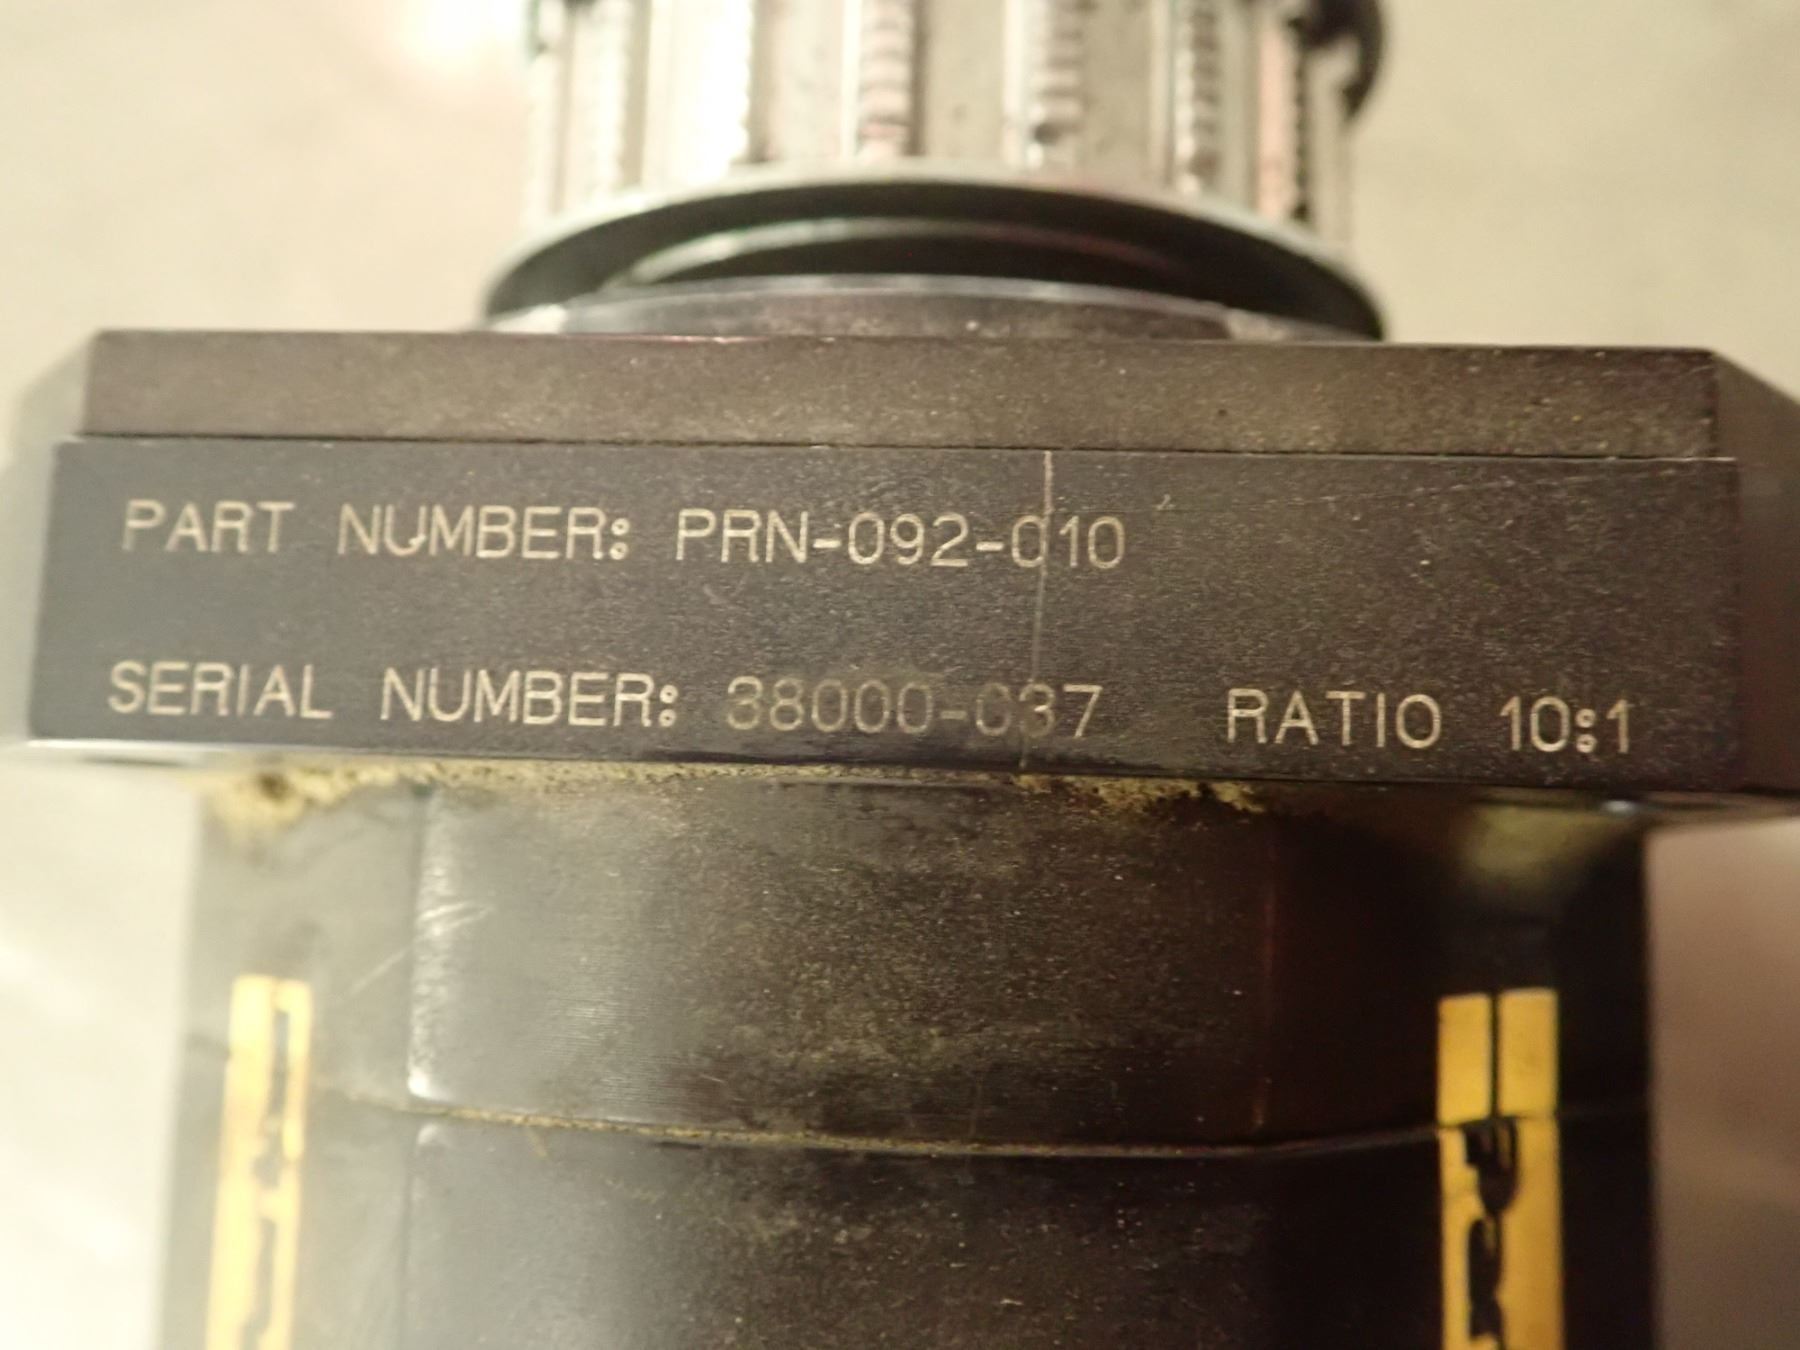 PART NUMBER: PRN-092-010
SERIAL NUMBER: 38000-037 RATIO 10:1